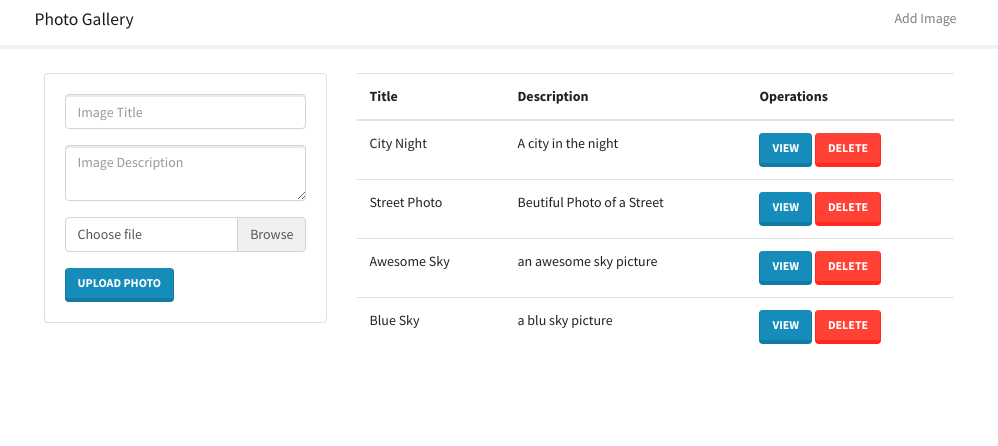 Photo Gallery Add Image
Image Title
Image Description
Choose file Browse
UPLOAD PHOTO
Title Description Operations
City Night A city in the night VIEW DELETE
Street Photo Beutiful Photo of a Street VIEW DELETE
Awesome Sky an awesome sky picture VIEW DELETE
Blue Sky a blu sky picture VIEW DELETE